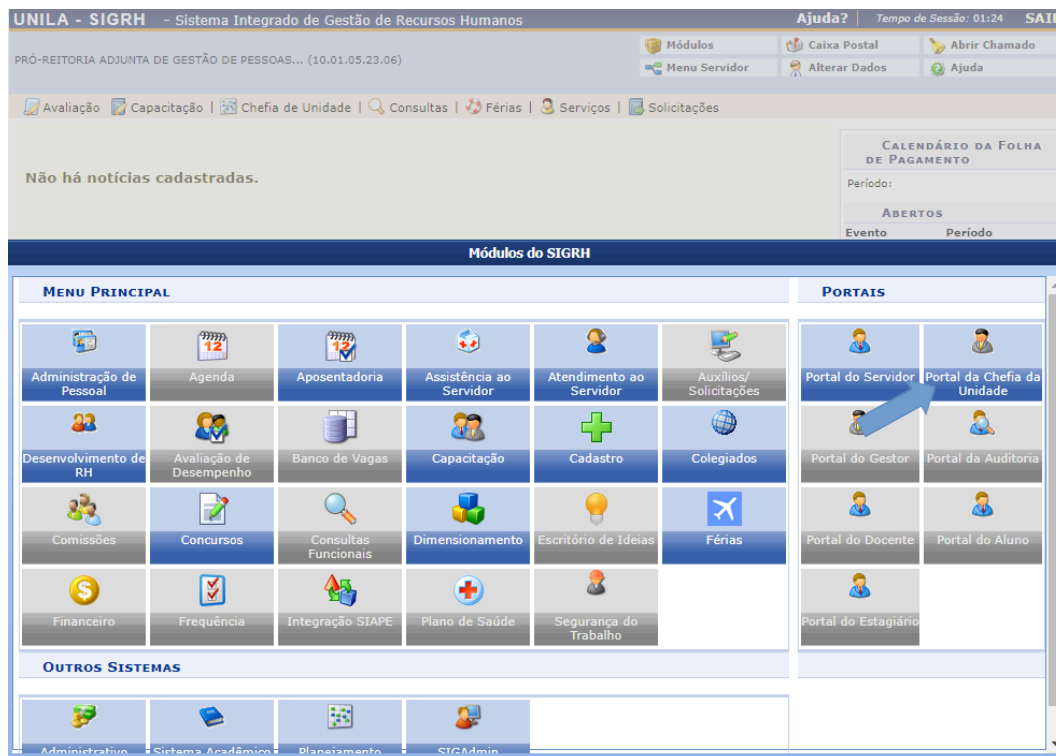 UNILA - SIGRH - Sistema Integrado de Gestão de Recursos Humanos
Ajuda? Tempo de Sessão: 01:24 SAIR
PRÓ-REITORIA ADJUNTA DE GESTÃO DE PESSOAS... (10.01.05.23.06)
Módulos Caixa Postal Abrir Chamado
Menu Servidor Alterar Dados Ajuda
Avaliação Capacitação | Chefia de Unidade | Consultas | Férias | Serviços | Solicitações
Não há notícias cadastradas.
CALENDÁRIO DA FOLHA
DE PAGAMENTO
Período:
ABERTOS
Evento Período
Módulos do SIGRH
MENU PRINCIPAL
12 12
Administração de
Pessoal
Agenda
Aposentadoria
Assistência ao
Servidor
Atendimento ao
Servidor
Auxílios/
Solicitações
Desenvolvimento de
RH
Avaliação de
Desempenho
Banco de Vagas
Capacitação
Cadastro
Colegiados
Comissões
Concursos
Consultas
Funcionais
Dimensionamento
Escritório de Ideias
Férias
Financeiro
Frequência
Integração SIAPE
Plano de Saúde
Segurança do
Trabalho
PORTAIS
Portal do Servidor
Portal da Chefia da
Unidade
Portal do Gestor
Portal da Auditoria
Portal do Docente
Portal do Aluno
Portal do Estagiário
OUTROS SISTEMAS
Administrativo
Sistema Acadêmico
Planejamento
SIGAdmin